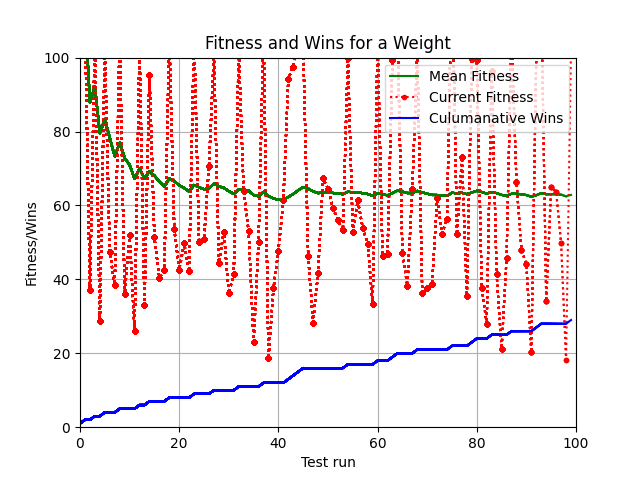 Fitness and Wins for a Weight
Mean Fitness
Current Fitness
Culumanative Wins
Fitness/Wins
100
80
60
40
20
0
0 20 40 60 80 100
Test run